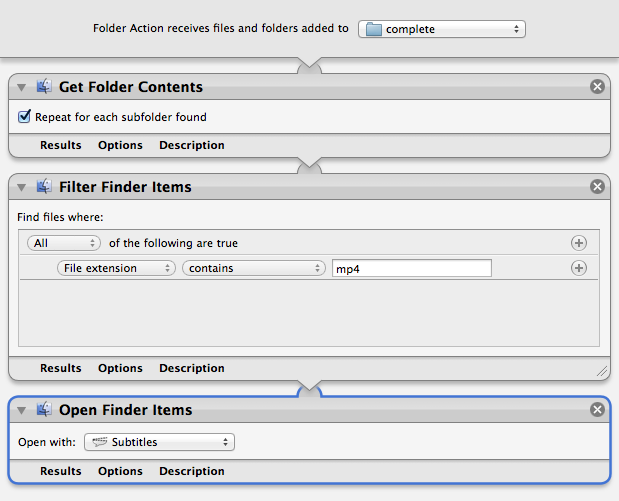 Folder Action receives files and folders added to complete
Get Folder Contents
Repeat for each subfolder found
Results Options Description
Filter Finder Items
Find files where:
All of the following are true
File extension contains mp4
Results Options Description
Open Finder Items
Open with: Subtitles
Results Options Description